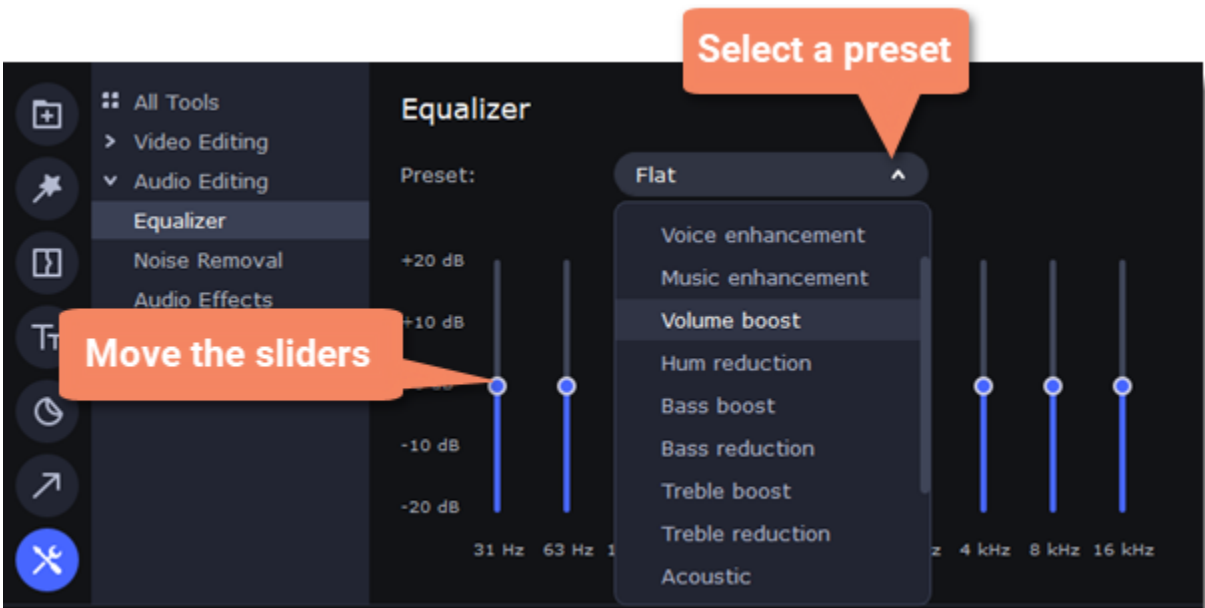 Select a preset
All Tools
Video Editing
Audio Editing
Equalizer
Noise Removal
Audio Effects
Equalizer
Preset:
Flat
Voice enhancement
Music enhancement
Volume boost
Hum reduction
Bass boost
Bass reduction
Treble boost
Treble reduction
Acoustic
Move the sliders
+20 dB
+10 dB
-10 dB
-20 dB
31 Hz 63 Hz 4 kHz 8 kHz 16 kHz